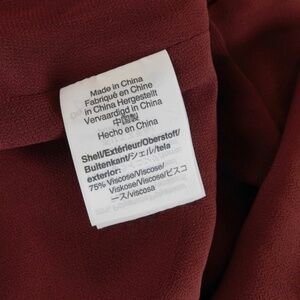 Made in China
Fabriqué en Chine
in China Hergestellt
Vervaardigd in China
中国製
Hecho en China
Shell/Extérieur/Oberstoff/
Buitenkant/シェル/tela
exterior:
75% Viscose/Viscose/
Viskose/Viscose/ビスコ
ース/viscosa